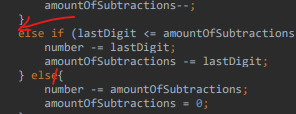 amountOfSubtractions--;
}
else if (lastDigit <= amountOfSubtractions
number -= lastDigit;
amountOfSubtractions -= lastDigit;
} else{
number -= amountOfSubtractions;
amountOfSubtractions = 0;